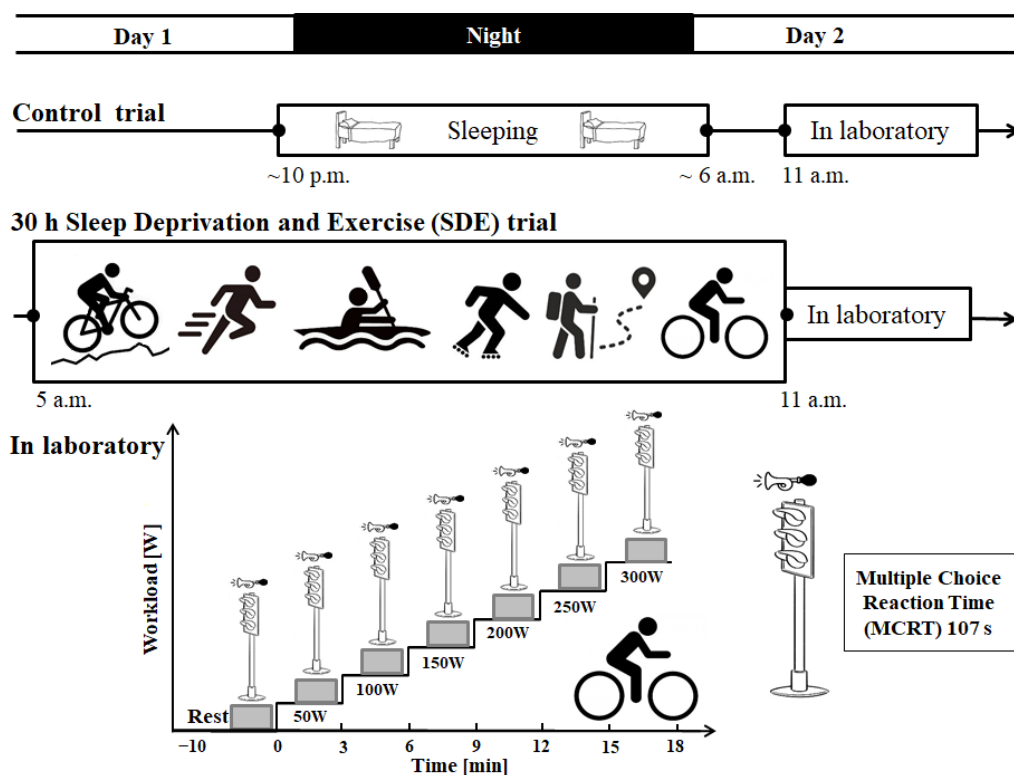 Day 1 Night Day 2
Control trial
Sleeping
In laboratory
~10 p.m. ~ 6 a.m. 11 a.m.
30 h Sleep Deprivation and Exercise (SDE) trial
In laboratory
5 a.m. 11 a.m.
In laboratory
Workload [W]
Rest
50W
100W
150W
200W
250W
300W
−10 0 3 6 9 12 15 18
Time [min]
Multiple Choice
Reaction Time
(MCRT) 107 s